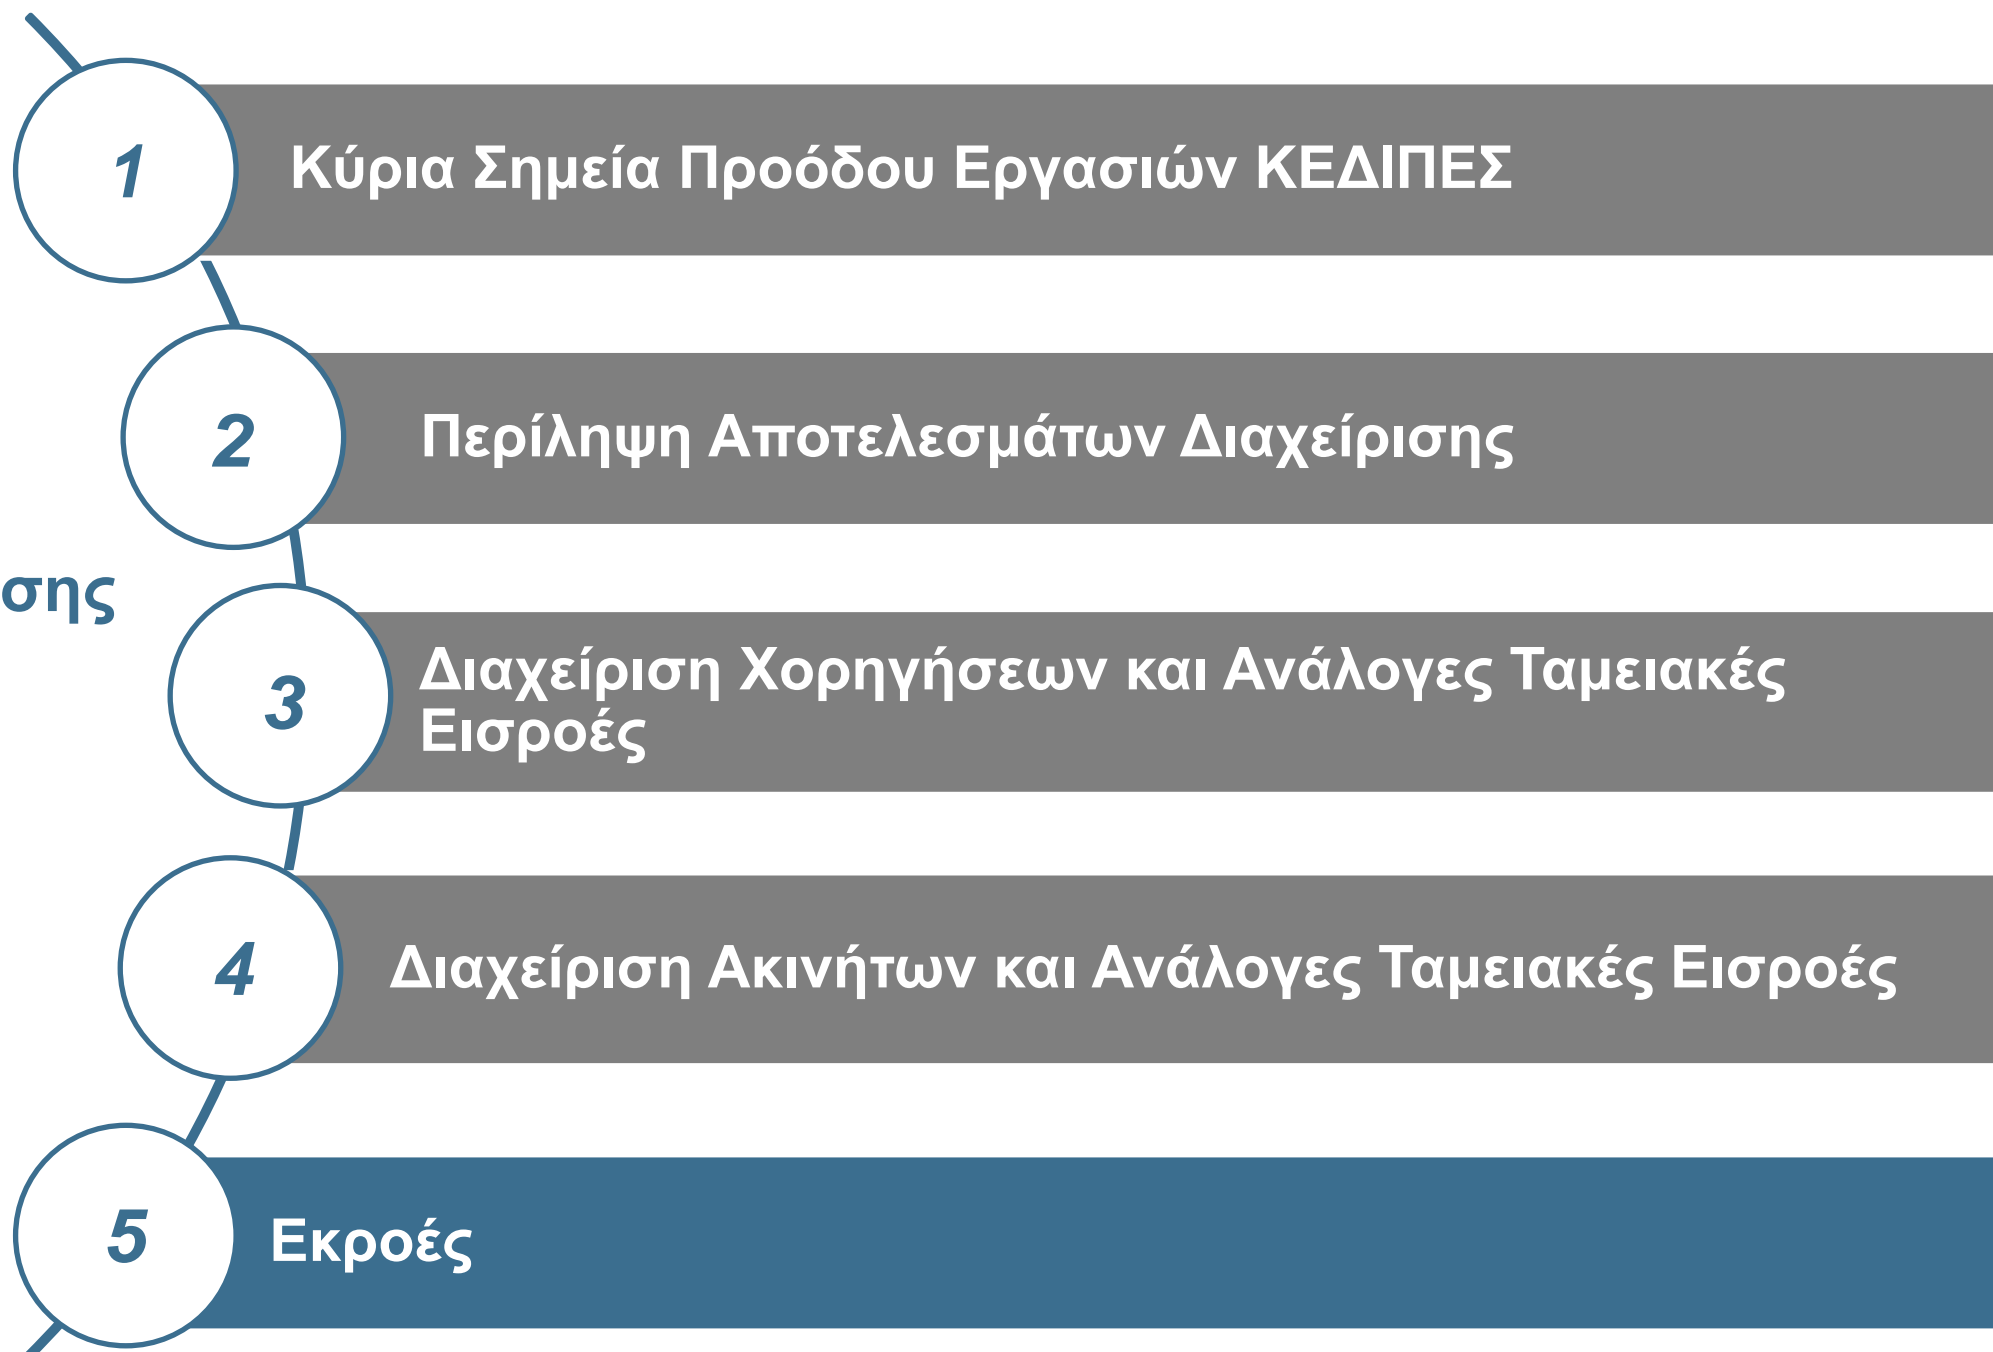 1
Κύρια Σημεία Προόδου Εργασιών ΚΕΔΙΠΕΣ
2
Περίληψη Αποτελεσμάτων Διαχείρισης
σης
3
Διαχείριση Χορηγήσεων και Ανάλογες Ταμειακές
Εισροές
4
Διαχείριση Ακινήτων και Ανάλογες Ταμειακές Εισροές
5
Εκροές